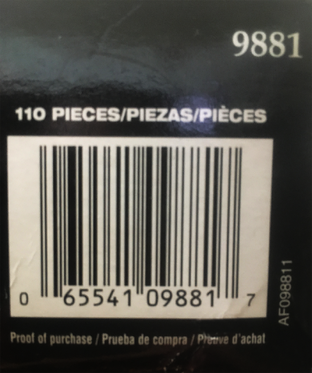 9881
110 PIECES/PIEZAS/PIÈCES
0 65541 09881 7
AF098811
Proof of purchase / Prueba de compra / Preuve d'achat